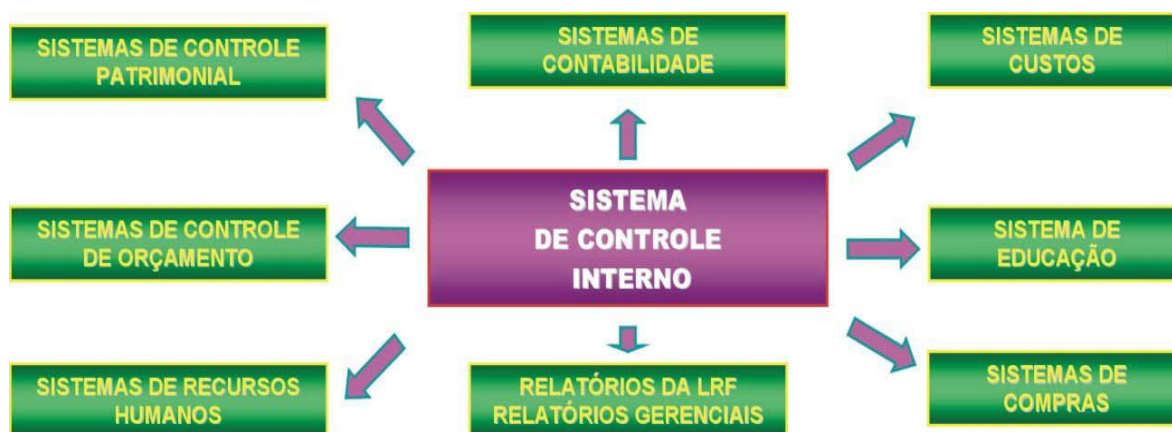 SISTEMAS DE CONTROLE
PATRIMONIAL
SISTEMAS DE
CONTABILIDADE
SISTEMAS DE
CUSTOS
SISTEMAS DE CONTROLE
DE ORÇAMENTO
SISTEMA
DE CONTROLE
INTERNO
SISTEMA DE
EDUCAÇÃO
SISTEMAS DE RECURSOS
HUMANOS
RELATÓRIOS DA LRF
RELATÓRIOS GERENCIAIS
SISTEMAS DE
COMPRAS